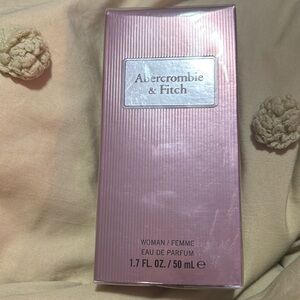 Abercrombie
& Fitch
WOMAN / FEMME
EAU DE PARFUM
1.7 FL. OZ. / 50 mL ℮